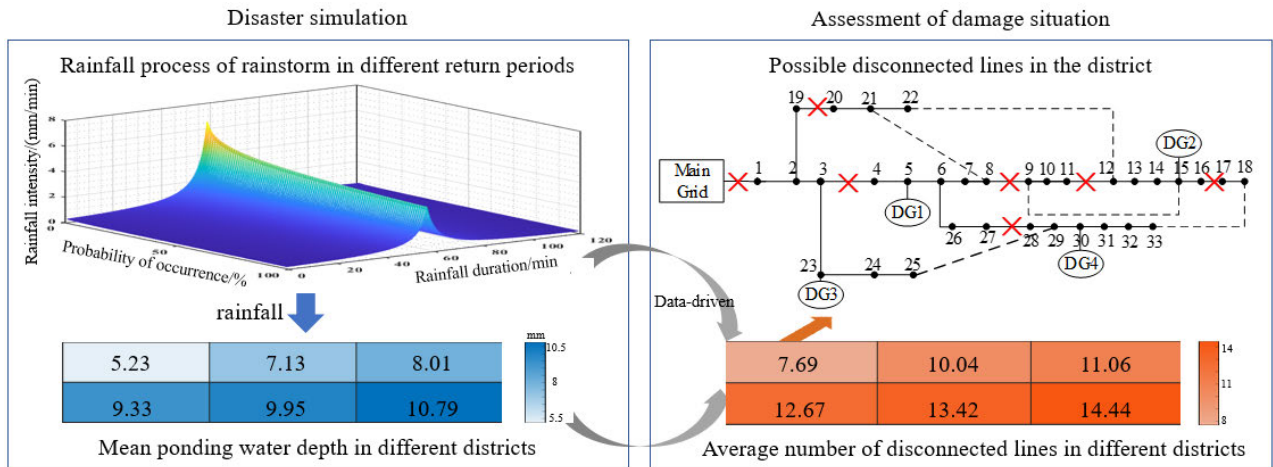 Disaster simulation
Assessment of damage situation
Rainfall process of rainstorm in different return periods
Rainfall intensity/(mm/min)
8
6
4
2
0
0
50
100
Probability of occurrence/%
0
20
40
60
80
100
120
Rainfall duration/min
rainfall
mm
10.5
8
5.5
5.23 7.13 8.01
9.33 9.95 10.79
Mean ponding water depth in different districts
Data-driven
Possible disconnected lines in the district
19 20 21 22
DG2
Main
Grid
1 2 3 4 5 6 7 8 9 10 11 12 13 14 15 16 17 18
DG1
26 27 28 29 30 31 32 33
DG4
23 24 25
DG3
7.69 10.04 11.06
12.67 13.42 14.44
14
11
8
Average number of disconnected lines in different districts